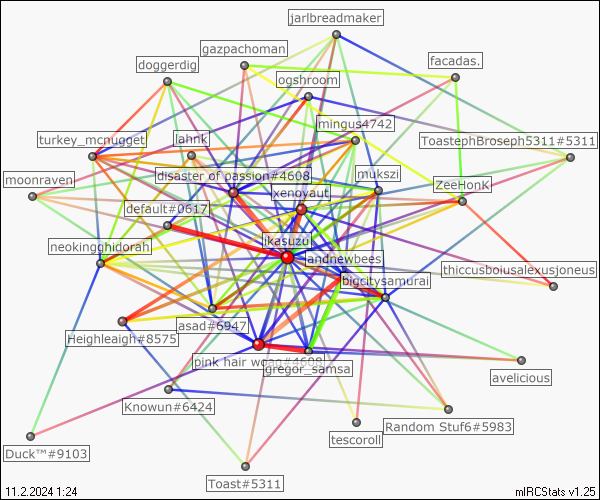 jarlbreadmaker
gazpachoman
doggerdig
facadas.
ogshroom
mingus4742
turkey_mcnugget
lahnk
ToastephBroseph5311#5311
disaster of passion#4608
mukszi
moonraven
xenoyaut
ZeeHonK
default#0617
ikasuzu
neokingghidorah
andnewbees
thiccusboiusalexusjoneus
bigcitysamurai
asad#6947
Heighleaigh#8575
pink hair woag#4608
gregor_samsa
avelicious
Knowun#6424
Random Stuf6#5983
tescoroll
Duck™#9103
Toast#5311
11.2.2024 1:24
mIRCStats v1.25